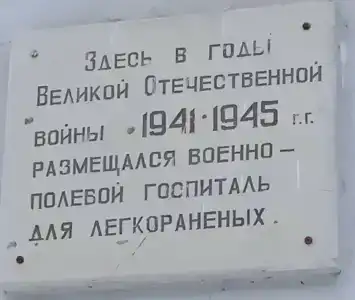 Здесь в годы
Великой Отечественной
войны • 1941 • 1945 г.г.
размещался военно –
полевой госпиталь
для легкораненых.